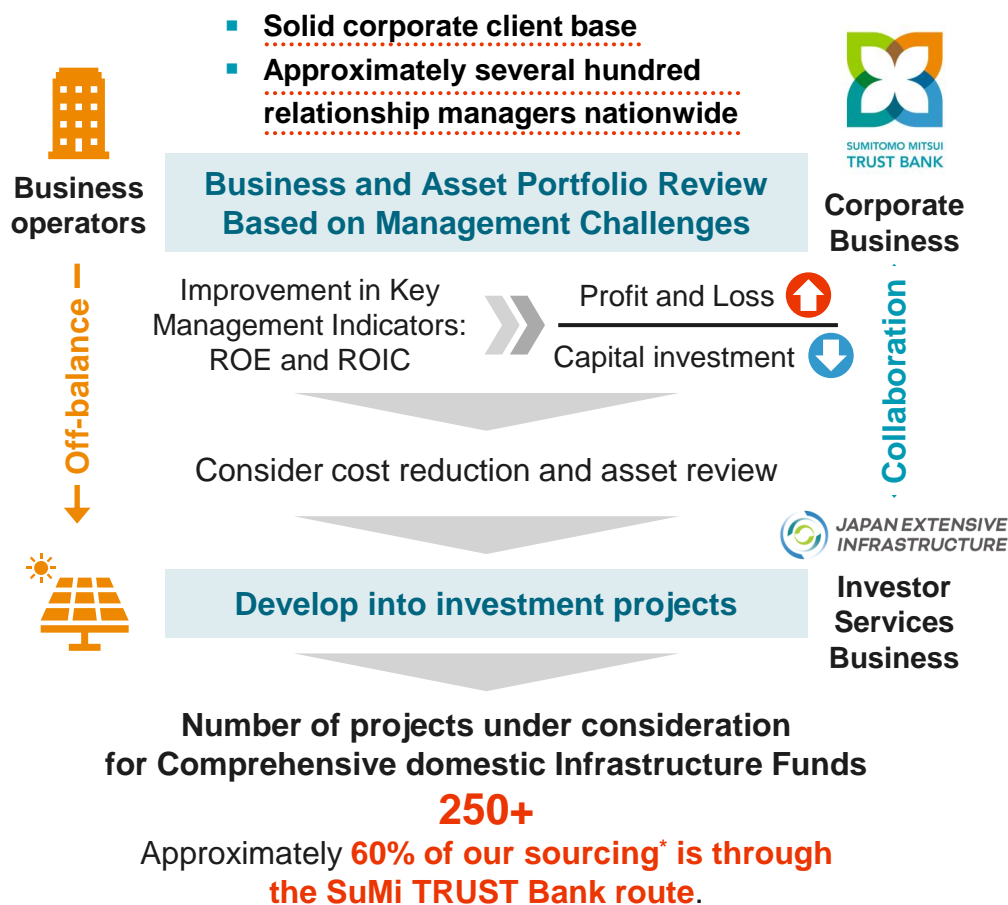 ▪ Solid corporate client base
▪ Approximately several hundred
relationship managers nationwide
SUMITOMO MITSUI
TRUST BANK
Business
operators
Business and Asset Portfolio Review
Based on Management Challenges
Corporate
Business
Off-balance
Improvement in Key
Management Indicators:
ROE and ROIC
Profit and Loss
Capital investment
Collaboration
Consider cost reduction and asset review
JAPAN EXTENSIVE
INFRASTRUCTURE
Develop into investment projects
Investor
Services
Business
Number of projects under consideration
for Comprehensive domestic Infrastructure Funds
250+
Approximately 60% of our sourcing* is through
the SuMi TRUST Bank route.